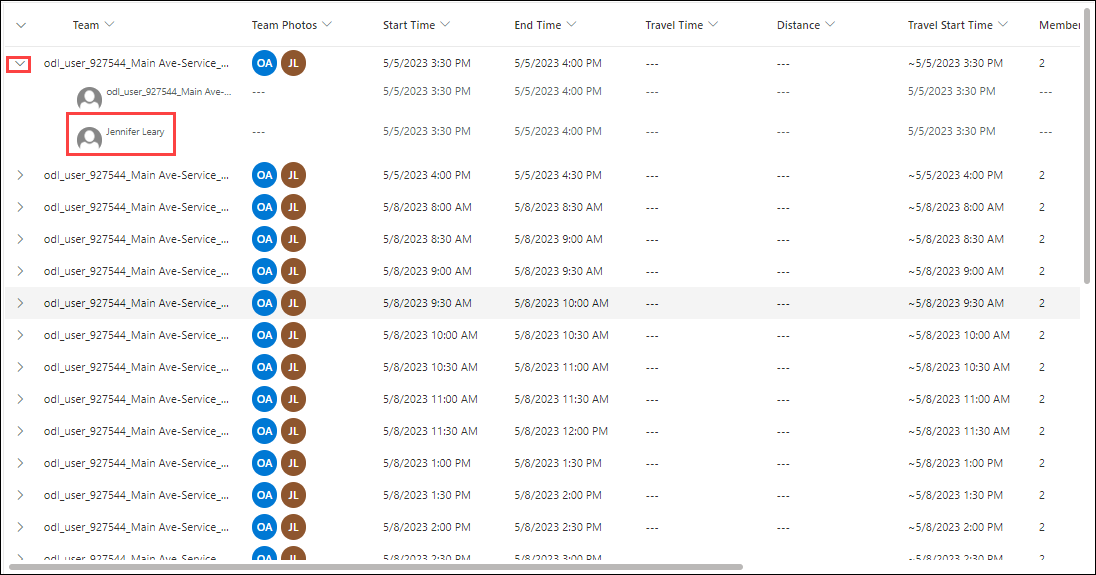 Team Team Photos Start Time End Time Travel Time Distance Travel Start Time Member
odl_user_927544_Main Ave-Service_... OA JL 5/5/2023 3:30 PM 5/5/2023 4:00 PM --- --- ~5/5/2023 3:30 PM 2
odl_user_927544_Main Ave-... --- 5/5/2023 3:30 PM 5/5/2023 4:00 PM --- --- 5/5/2023 3:30 PM ---
Jennifer Leary --- 5/5/2023 3:30 PM 5/5/2023 4:00 PM --- --- 5/5/2023 3:30 PM ---
odl_user_927544_Main Ave-Service_... OA JL 5/5/2023 4:00 PM 5/5/2023 4:30 PM --- --- ~5/5/2023 4:00 PM 2
odl_user_927544_Main Ave-Service_... OA JL 5/8/2023 8:00 AM 5/8/2023 8:30 AM --- --- ~5/8/2023 8:00 AM 2
odl_user_927544_Main Ave-Service_... OA JL 5/8/2023 8:30 AM 5/8/2023 9:00 AM --- --- ~5/8/2023 8:30 AM 2
odl_user_927544_Main Ave-Service_... OA JL 5/8/2023 9:00 AM 5/8/2023 9:30 AM --- --- ~5/8/2023 9:00 AM 2
odl_user_927544_Main Ave-Service_... OA JL 5/8/2023 9:30 AM 5/8/2023 10:00 AM --- --- ~5/8/2023 9:30 AM 2
odl_user_927544_Main Ave-Service_... OA JL 5/8/2023 10:00 AM 5/8/2023 10:30 AM --- --- ~5/8/2023 10:00 AM 2
odl_user_927544_Main Ave-Service_... OA JL 5/8/2023 10:30 AM 5/8/2023 11:00 AM --- --- ~5/8/2023 10:30 AM 2
odl_user_927544_Main Ave-Service_... OA JL 5/8/2023 11:00 AM 5/8/2023 11:30 AM --- --- ~5/8/2023 11:00 AM 2
odl_user_927544_Main Ave-Service_... OA JL 5/8/2023 11:30 AM 5/8/2023 12:00 PM --- --- ~5/8/2023 11:30 AM 2
odl_user_927544_Main Ave-Service_... OA JL 5/8/2023 1:00 PM 5/8/2023 1:30 PM --- --- ~5/8/2023 1:00 PM 2
odl_user_927544_Main Ave-Service_... OA JL 5/8/2023 1:30 PM 5/8/2023 2:00 PM --- --- ~5/8/2023 1:30 PM 2
odl_user_927544_Main Ave-Service_... OA JL 5/8/2023 2:00 PM 5/8/2023 2:30 PM --- --- ~5/8/2023 2:00 PM 2
odl_user_927544_Main Ave-Service_... OA JL 5/8/2023 2:30 PM 5/8/2023 3:00 PM --- --- ~5/8/2023 2:30 PM 2